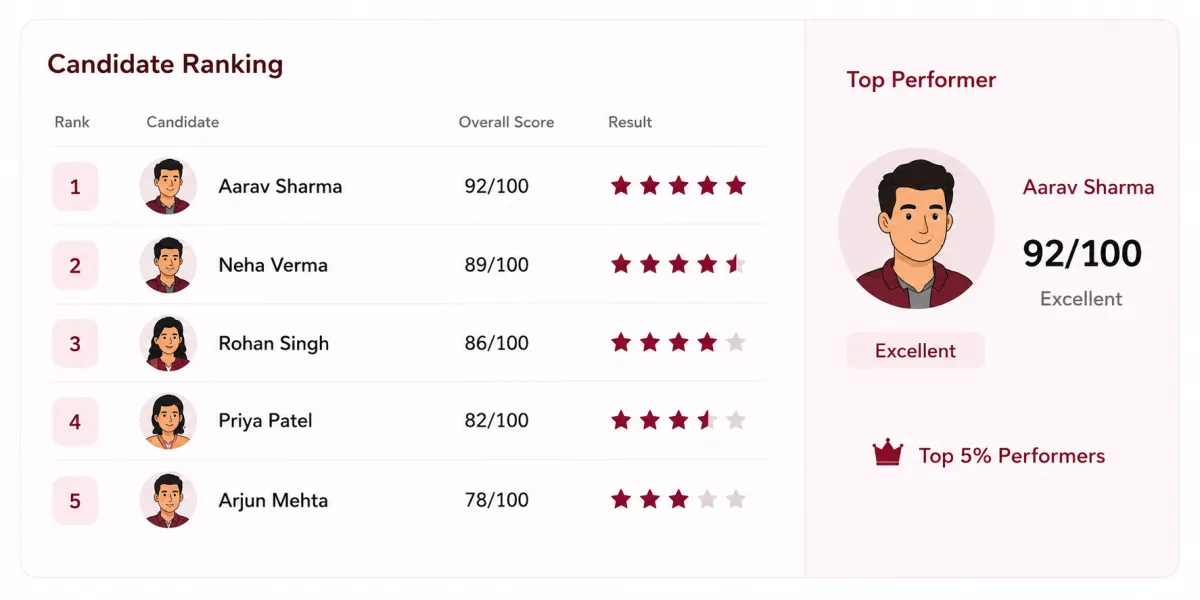 Candidate Ranking
Rank Candidate Overall Score Result
1 Aarav Sharma 92/100
2 Neha Verma 89/100
3 Rohan Singh 86/100
4 Priya Patel 82/100
5 Arjun Mehta 78/100
Top Performer
Aarav Sharma
92/100
Excellent
Excellent
Top 5% Performers